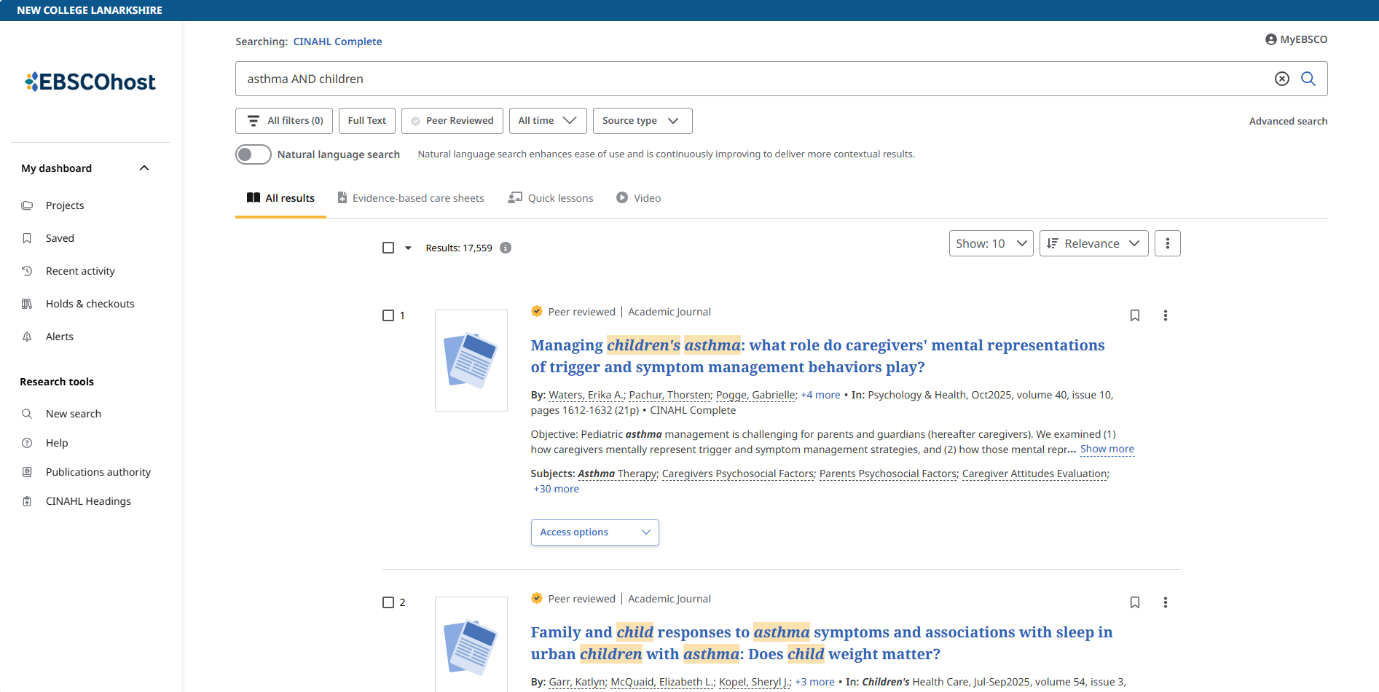 NEW COLLEGE LANARKSHIRE
Searching: CINAHL Complete
MyEBSCO
EBSCOhost
asthma AND children
All filters (0)
Full Text
Peer Reviewed
All time
Source type
Advanced search
Natural language search
Natural language search enhances ease of use and is continuously improving to deliver more contextual results.
My dashboard
Projects
Saved
Recent activity
Holds & checkouts
Alerts
Research tools
New search
Help
Publications authority
CINAHL Headings
All results
Evidence-based care sheets
Quick lessons
Video
Results: 17,559
Show: 10
Relevance
1
Peer reviewed | Academic Journal
Managing children's asthma: what role do caregivers' mental representations
of trigger and symptom management behaviors play?
By: Waters, Erika A.; Pachur, Thorsten; Pogge, Gabrielle; +4 more • In: Psychology & Health, Oct2025, volume 40, issue 10,
pages 1612-1632 (21p) • CINAHL Complete
Objective: Pediatric asthma management is challenging for parents and guardians (hereafter caregivers). We examined (1)
how caregivers mentally represent trigger and symptom management strategies, and (2) how those mental repr... Show more
Subjects: Asthma Therapy; Caregivers Psychosocial Factors; Parents Psychosocial Factors; Caregiver Attitudes Evaluation;
+30 more
Access options
2
Peer reviewed | Academic Journal
Family and child responses to asthma symptoms and associations with sleep in
urban children with asthma: Does child weight matter?
By: Garr, Katlyn; McQuaid, Elizabeth L.; Kopel, Sheryl J.; +3 more • In: Children's Health Care, Jul-Sep2025, volume 54, issue 3,